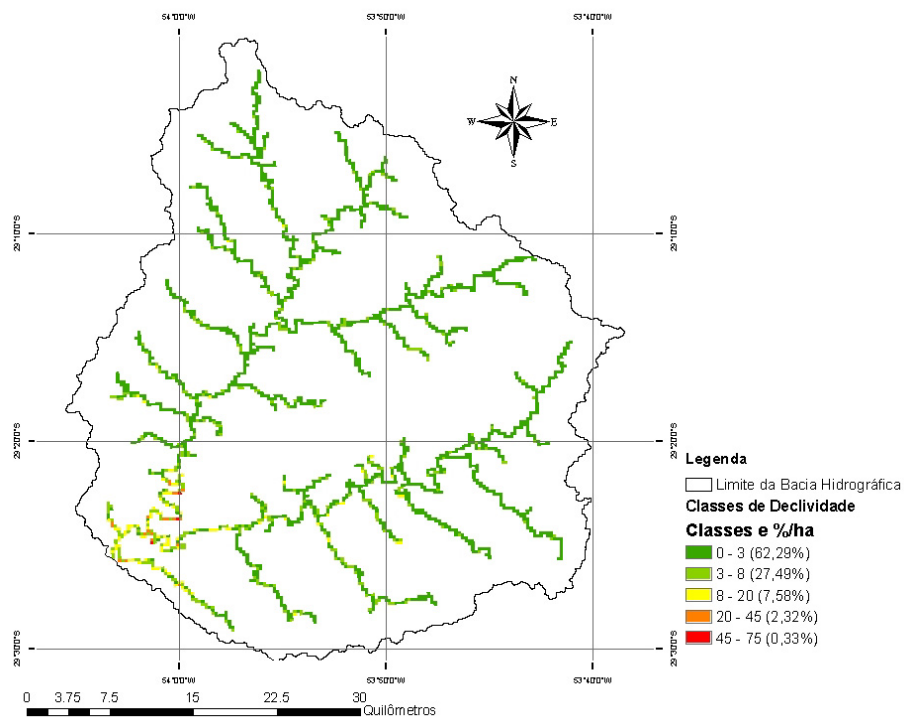 54°0'0"W 53°50'0"W 53°40'0"W
N
W E
S
29°10'0"S 29°10'0"S
29°20'0"S 29°20'0"S
29°30'0"S 29°30'0"S
Legenda
Limite da Bacia Hidrográfica
Classes de Declividade
Classes e %/ha
0 - 3 (62,29%)
3 - 8 (27,49%)
8 - 20 (7,58%)
20 - 45 (2,32%)
45 - 75 (0,33%)
54°0'0"W 53°50'0"W 53°40'0"W
0 3.75 7.5 15 22.5 30
Quilômetros